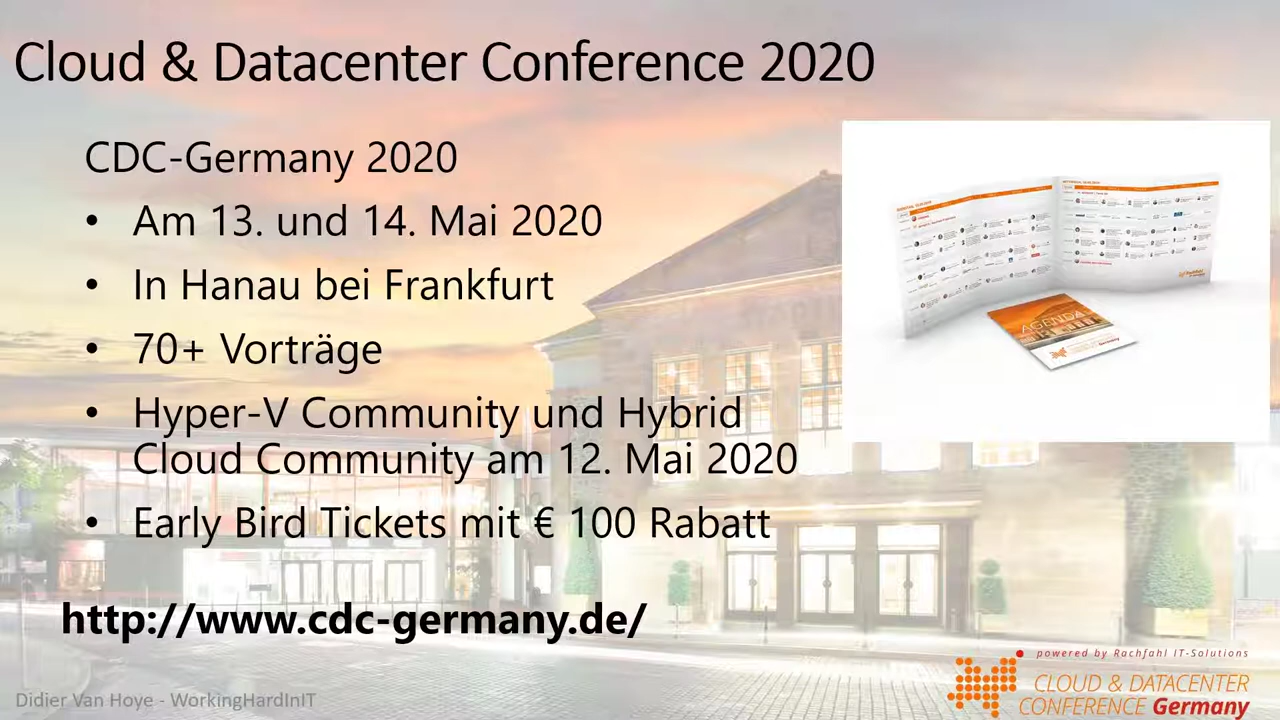 Cloud & Datacenter Conference 2020
CDC-Germany 2020
• Am 13. und 14. Mai 2020
• In Hanau bei Frankfurt
• 70+ Vorträge
• Hyper-V Community und Hybrid
Cloud Community am 12. Mai 2020
• Early Bird Tickets mit € 100 Rabatt
http://www.cdc-germany.de/
AGENDA
Didier Van Hoye - WorkingHardInIT
powered by Rachfahl IT-Solutions
CLOUD & DATACENTER
CONFERENCE Germany